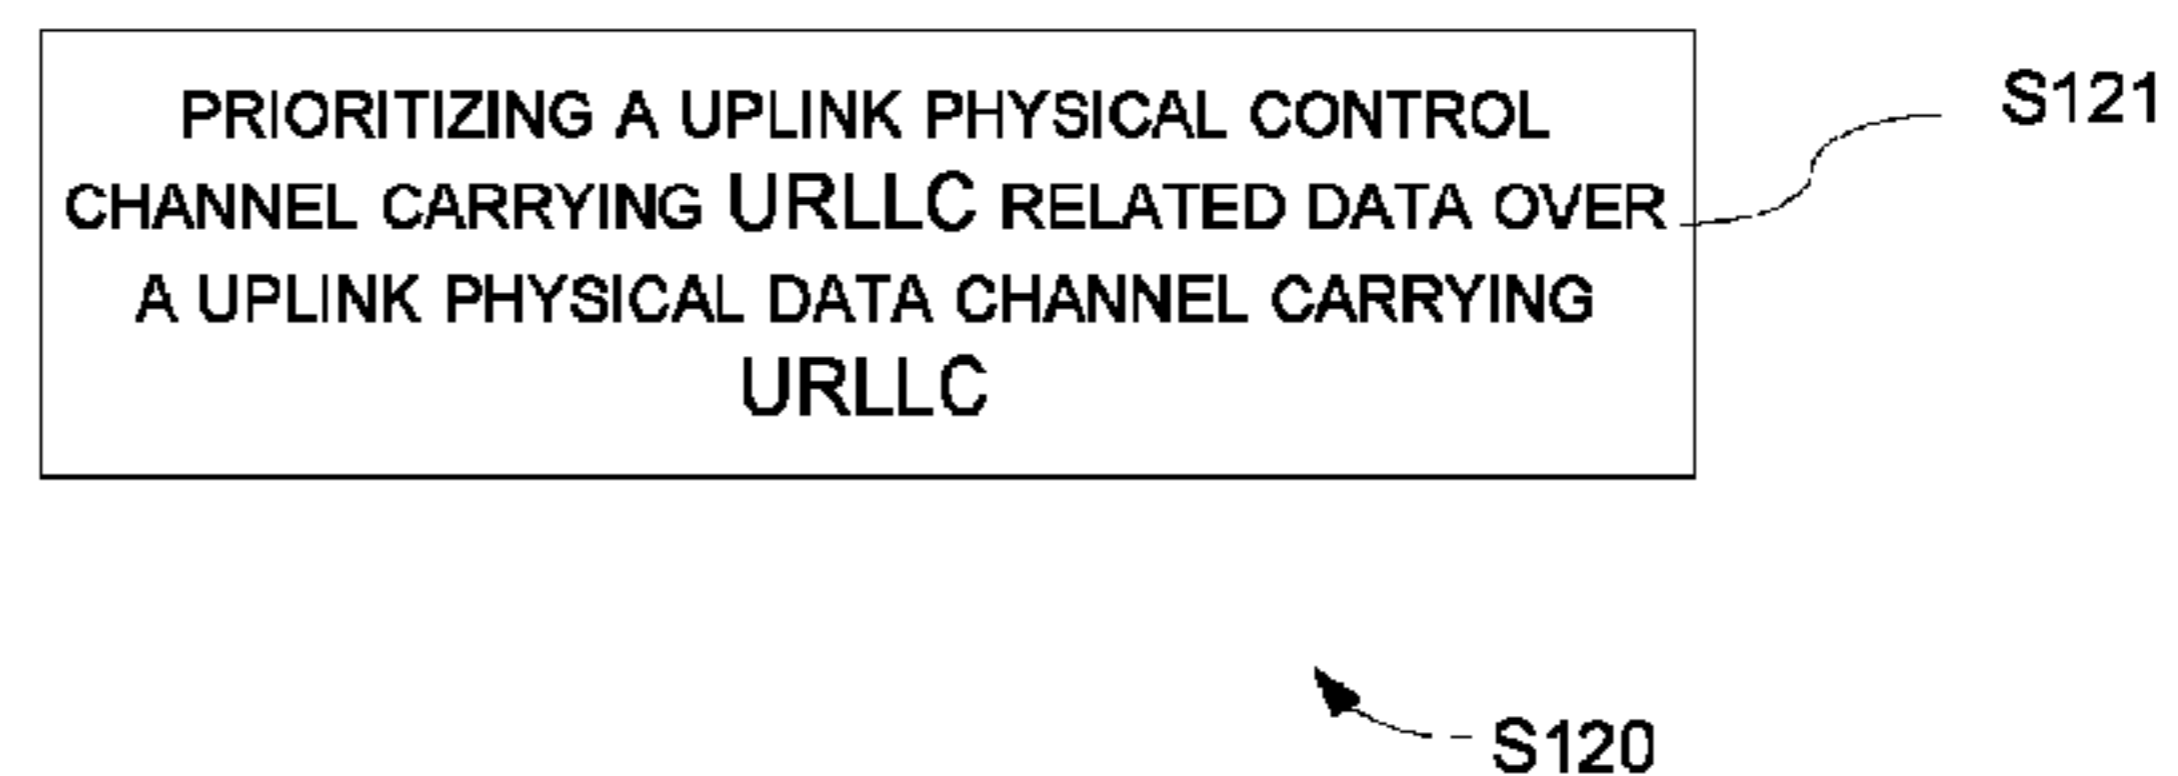 PRIORITIZING A UPLINK PHYSICAL CONTROL
CHANNEL CARRYING URLLC RELATED DATA OVER
A UPLINK PHYSICAL DATA CHANNEL CARRYING
URLLC
S121
S120